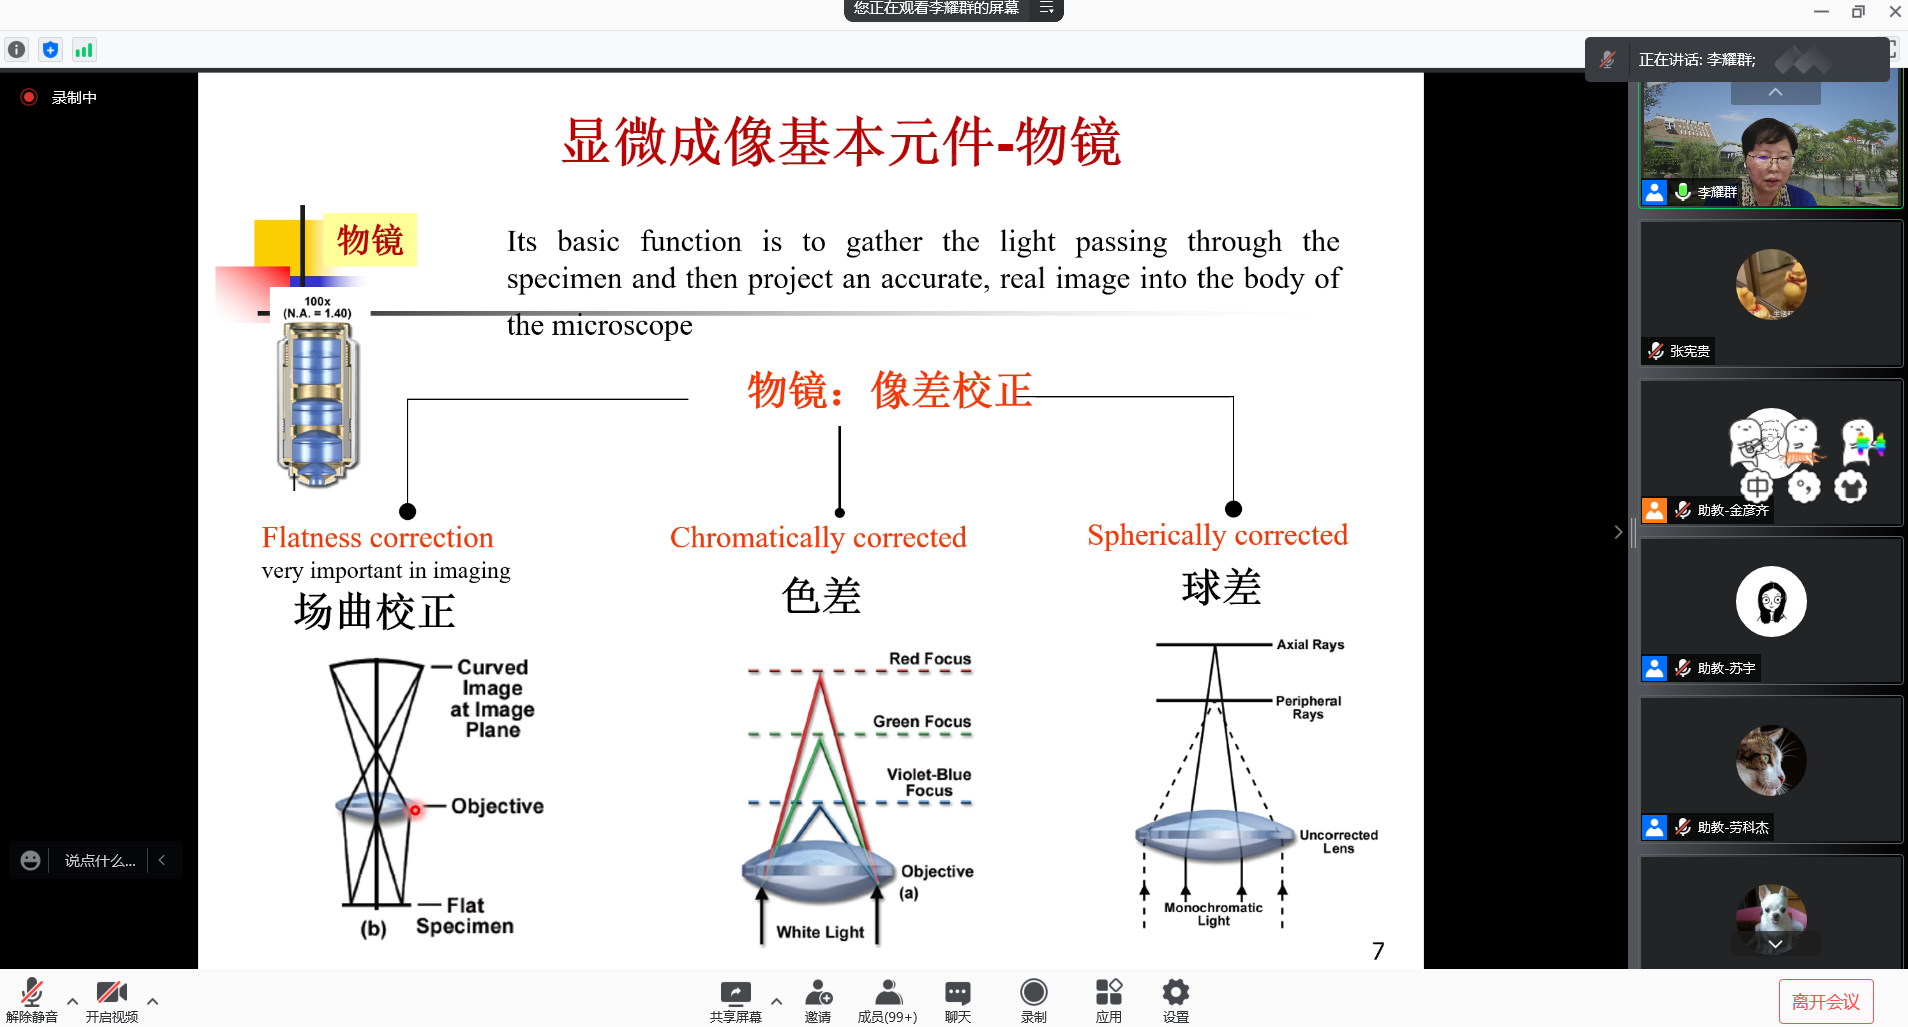 您正在观看李耀群的屏幕
正在讲话: 李耀群;
录制中
显微成像基本元件-物镜
物镜
Its basic function is to gather the light passing through the
specimen and then project an accurate, real image into the body of
the microscope
100x
(N.A. = 1.40)
物镜：像差校正
Flatness correction
very important in imaging
场曲校正
Chromatically corrected
色差
Spherically corrected
球差
Curved
Image
at Image
Plane
Objective
Flat
Specimen
(b)
Red Focus
Green Focus
Violet-Blue
Focus
Objective
(a)
White Light
Axial Rays
Peripheral
Rays
Uncorrected
Lens
Monochromatic
Light
7
李耀群
张宪贵
中
助教-金彦齐
助教-苏宇
助教-劳科杰
说点什么...
解除静音
开启视频
共享屏幕
邀请
成员(99+)
聊天
录制
应用
设置
离开会议